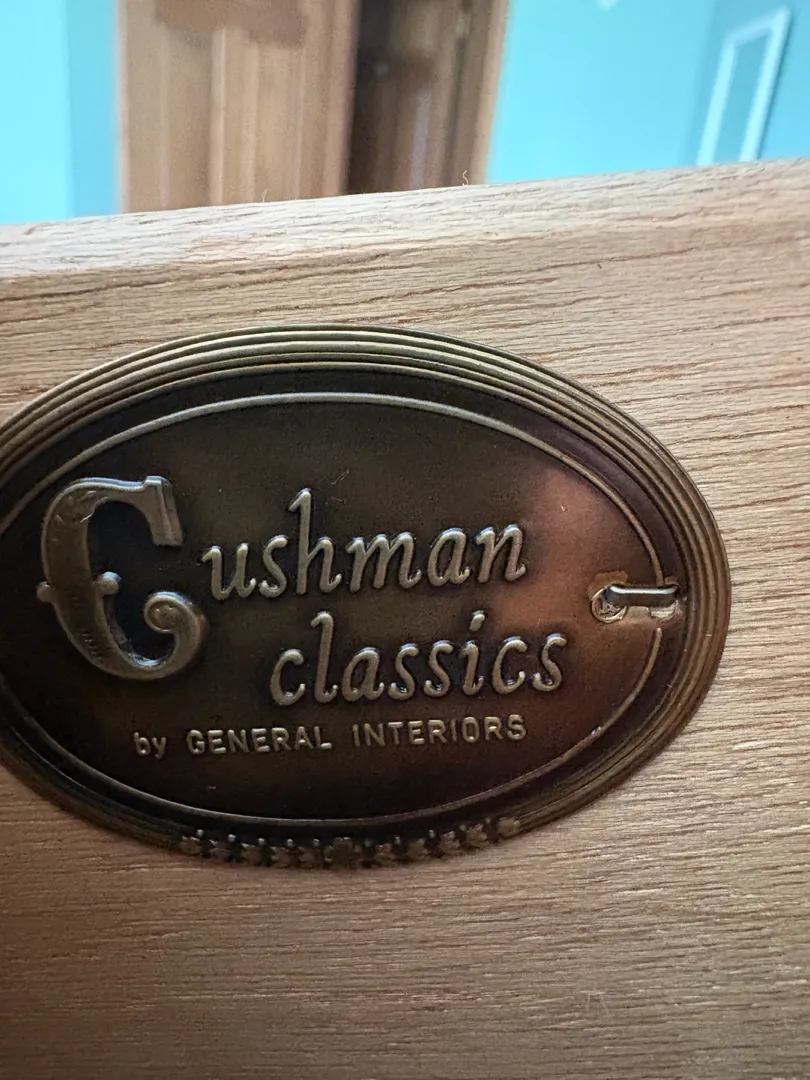 Cushman
classics
by GENERAL INTERIORS